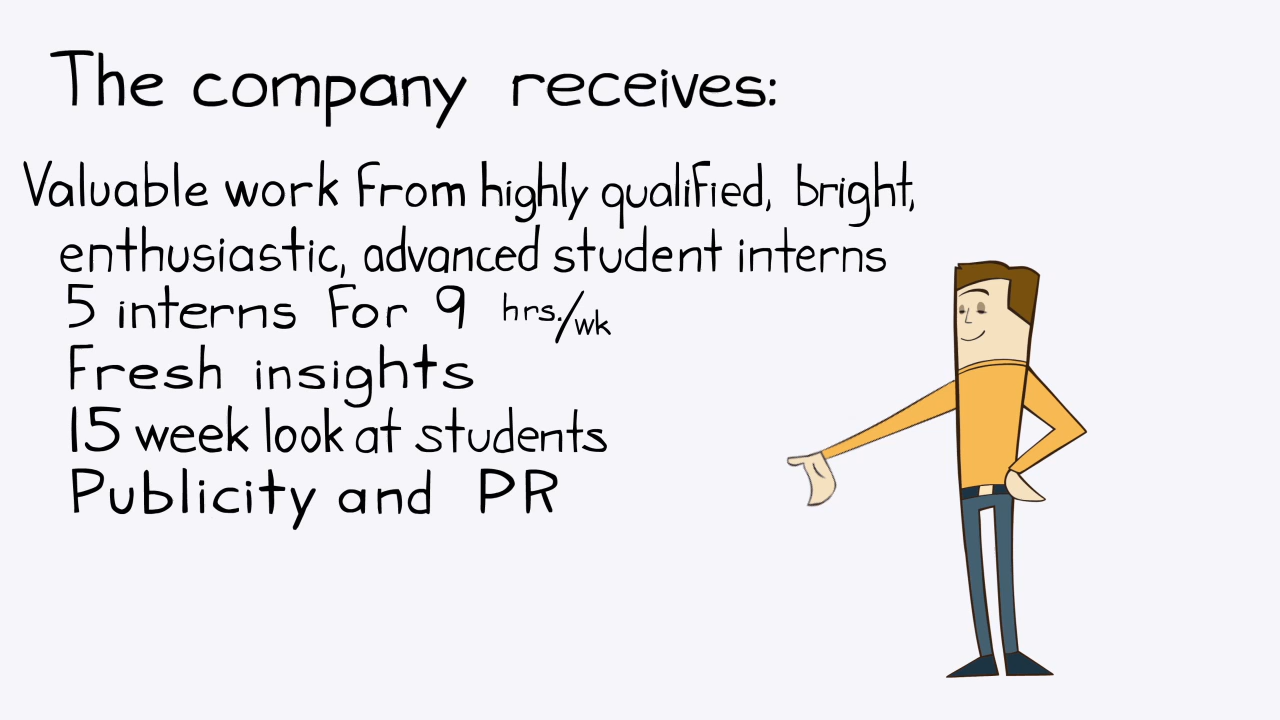 The company receives:
Valuable work from highly qualified, bright,
enthusiastic, advanced student interns
5 interns for 9 hrs./wk
Fresh insights
15 week look at students
Publicity and PR